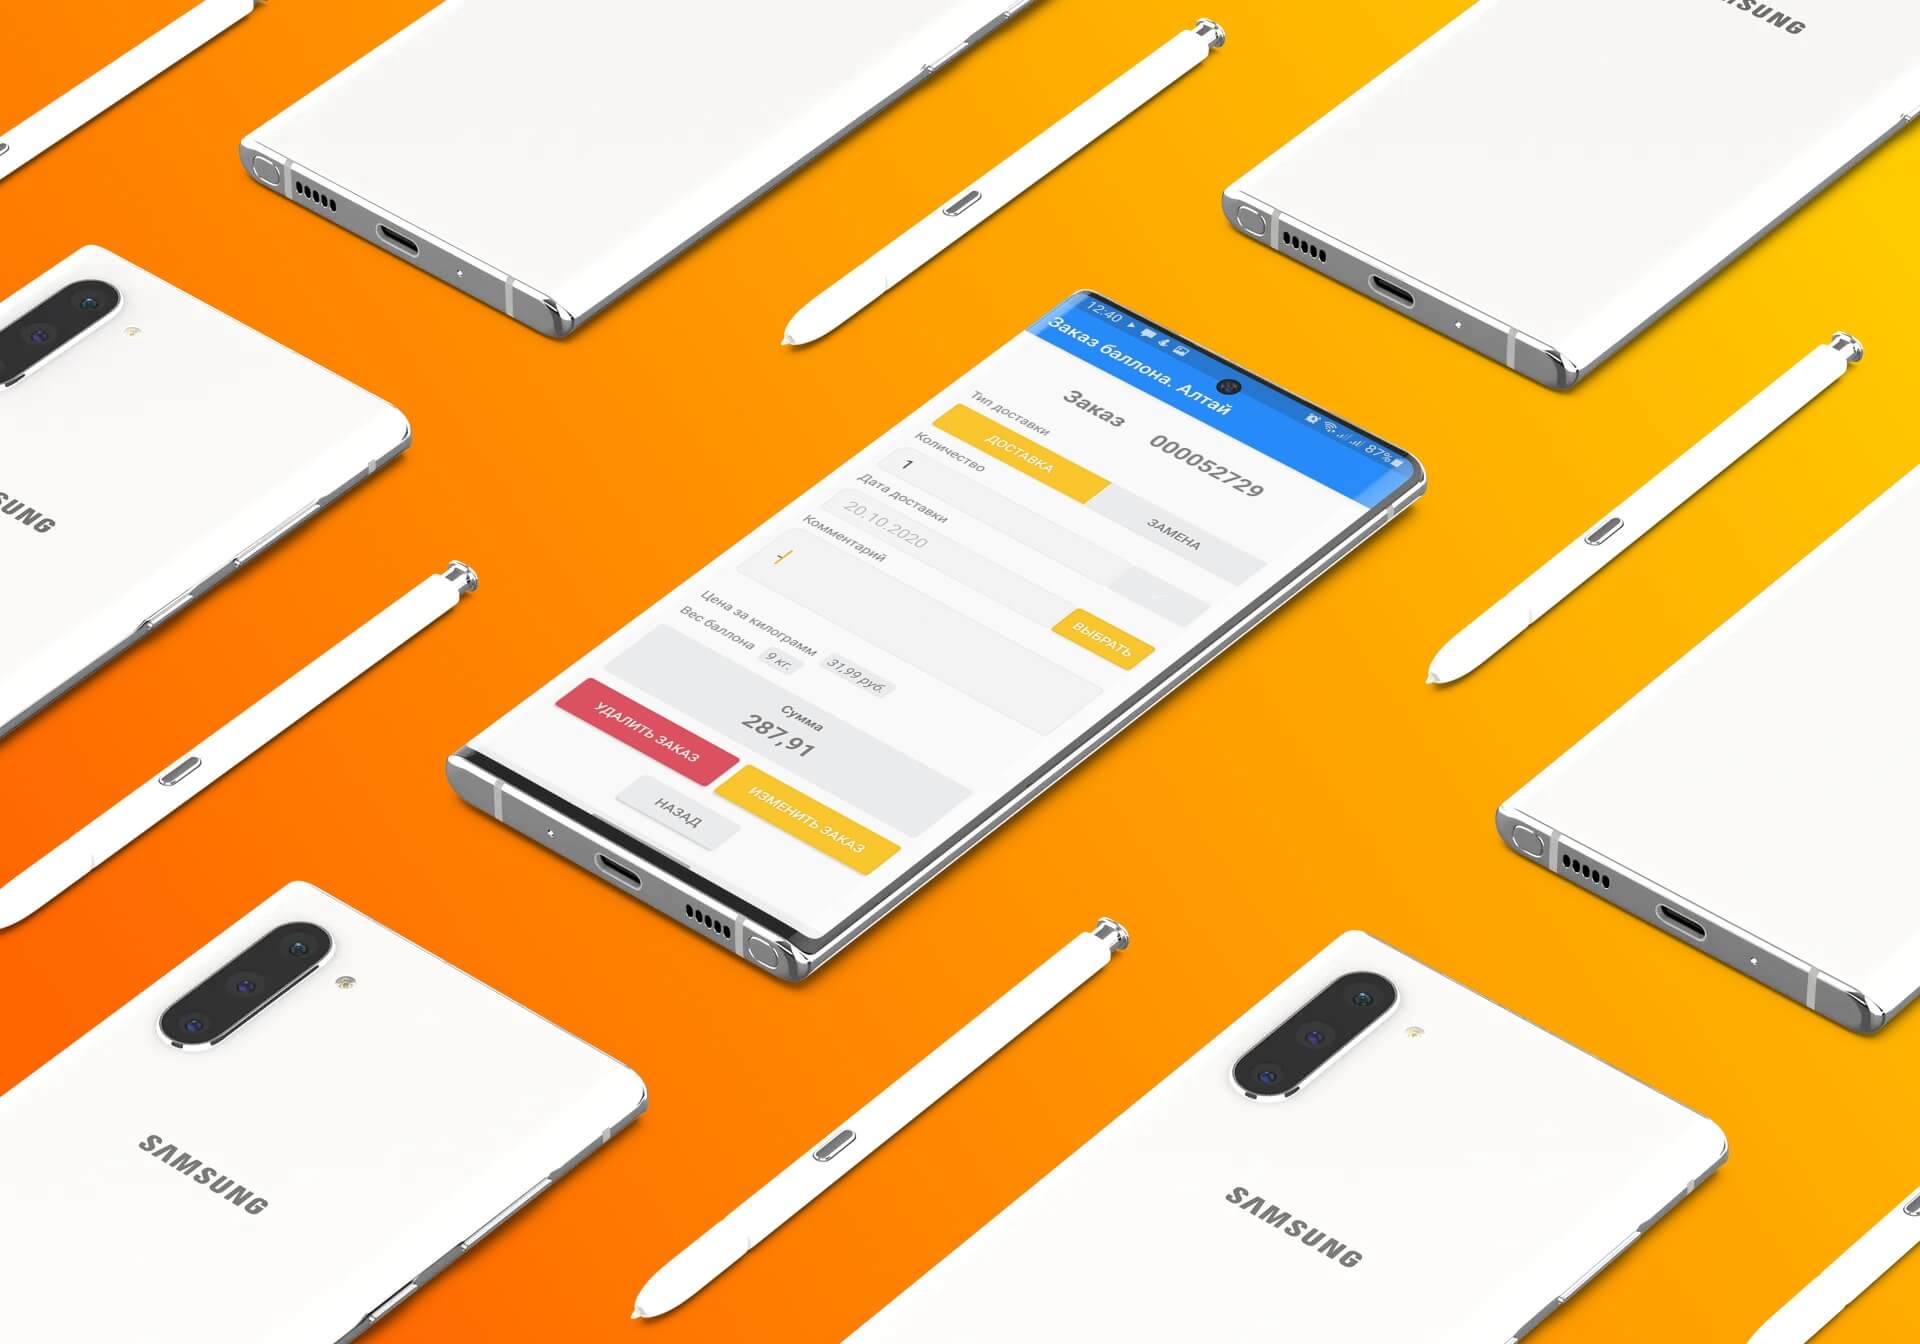 SAMSUNG
12:40
87%
Заказ баллона. Алтай
Заказ 000052729
Тип доставки
ДОСТАВКА
ЗАМЕНА
Количество
1
Дата доставки
20.10.2020
ВЫБРАТЬ
Комментарий
-
Цена за килограмм 31,99 руб.
Вес баллона 9 кг.
Сумма
287,91
УДАЛИТЬ ЗАКАЗ
ИЗМЕНИТЬ ЗАКАЗ
НАЗАД
SUNG
SAMSUNG
SAMSUNG